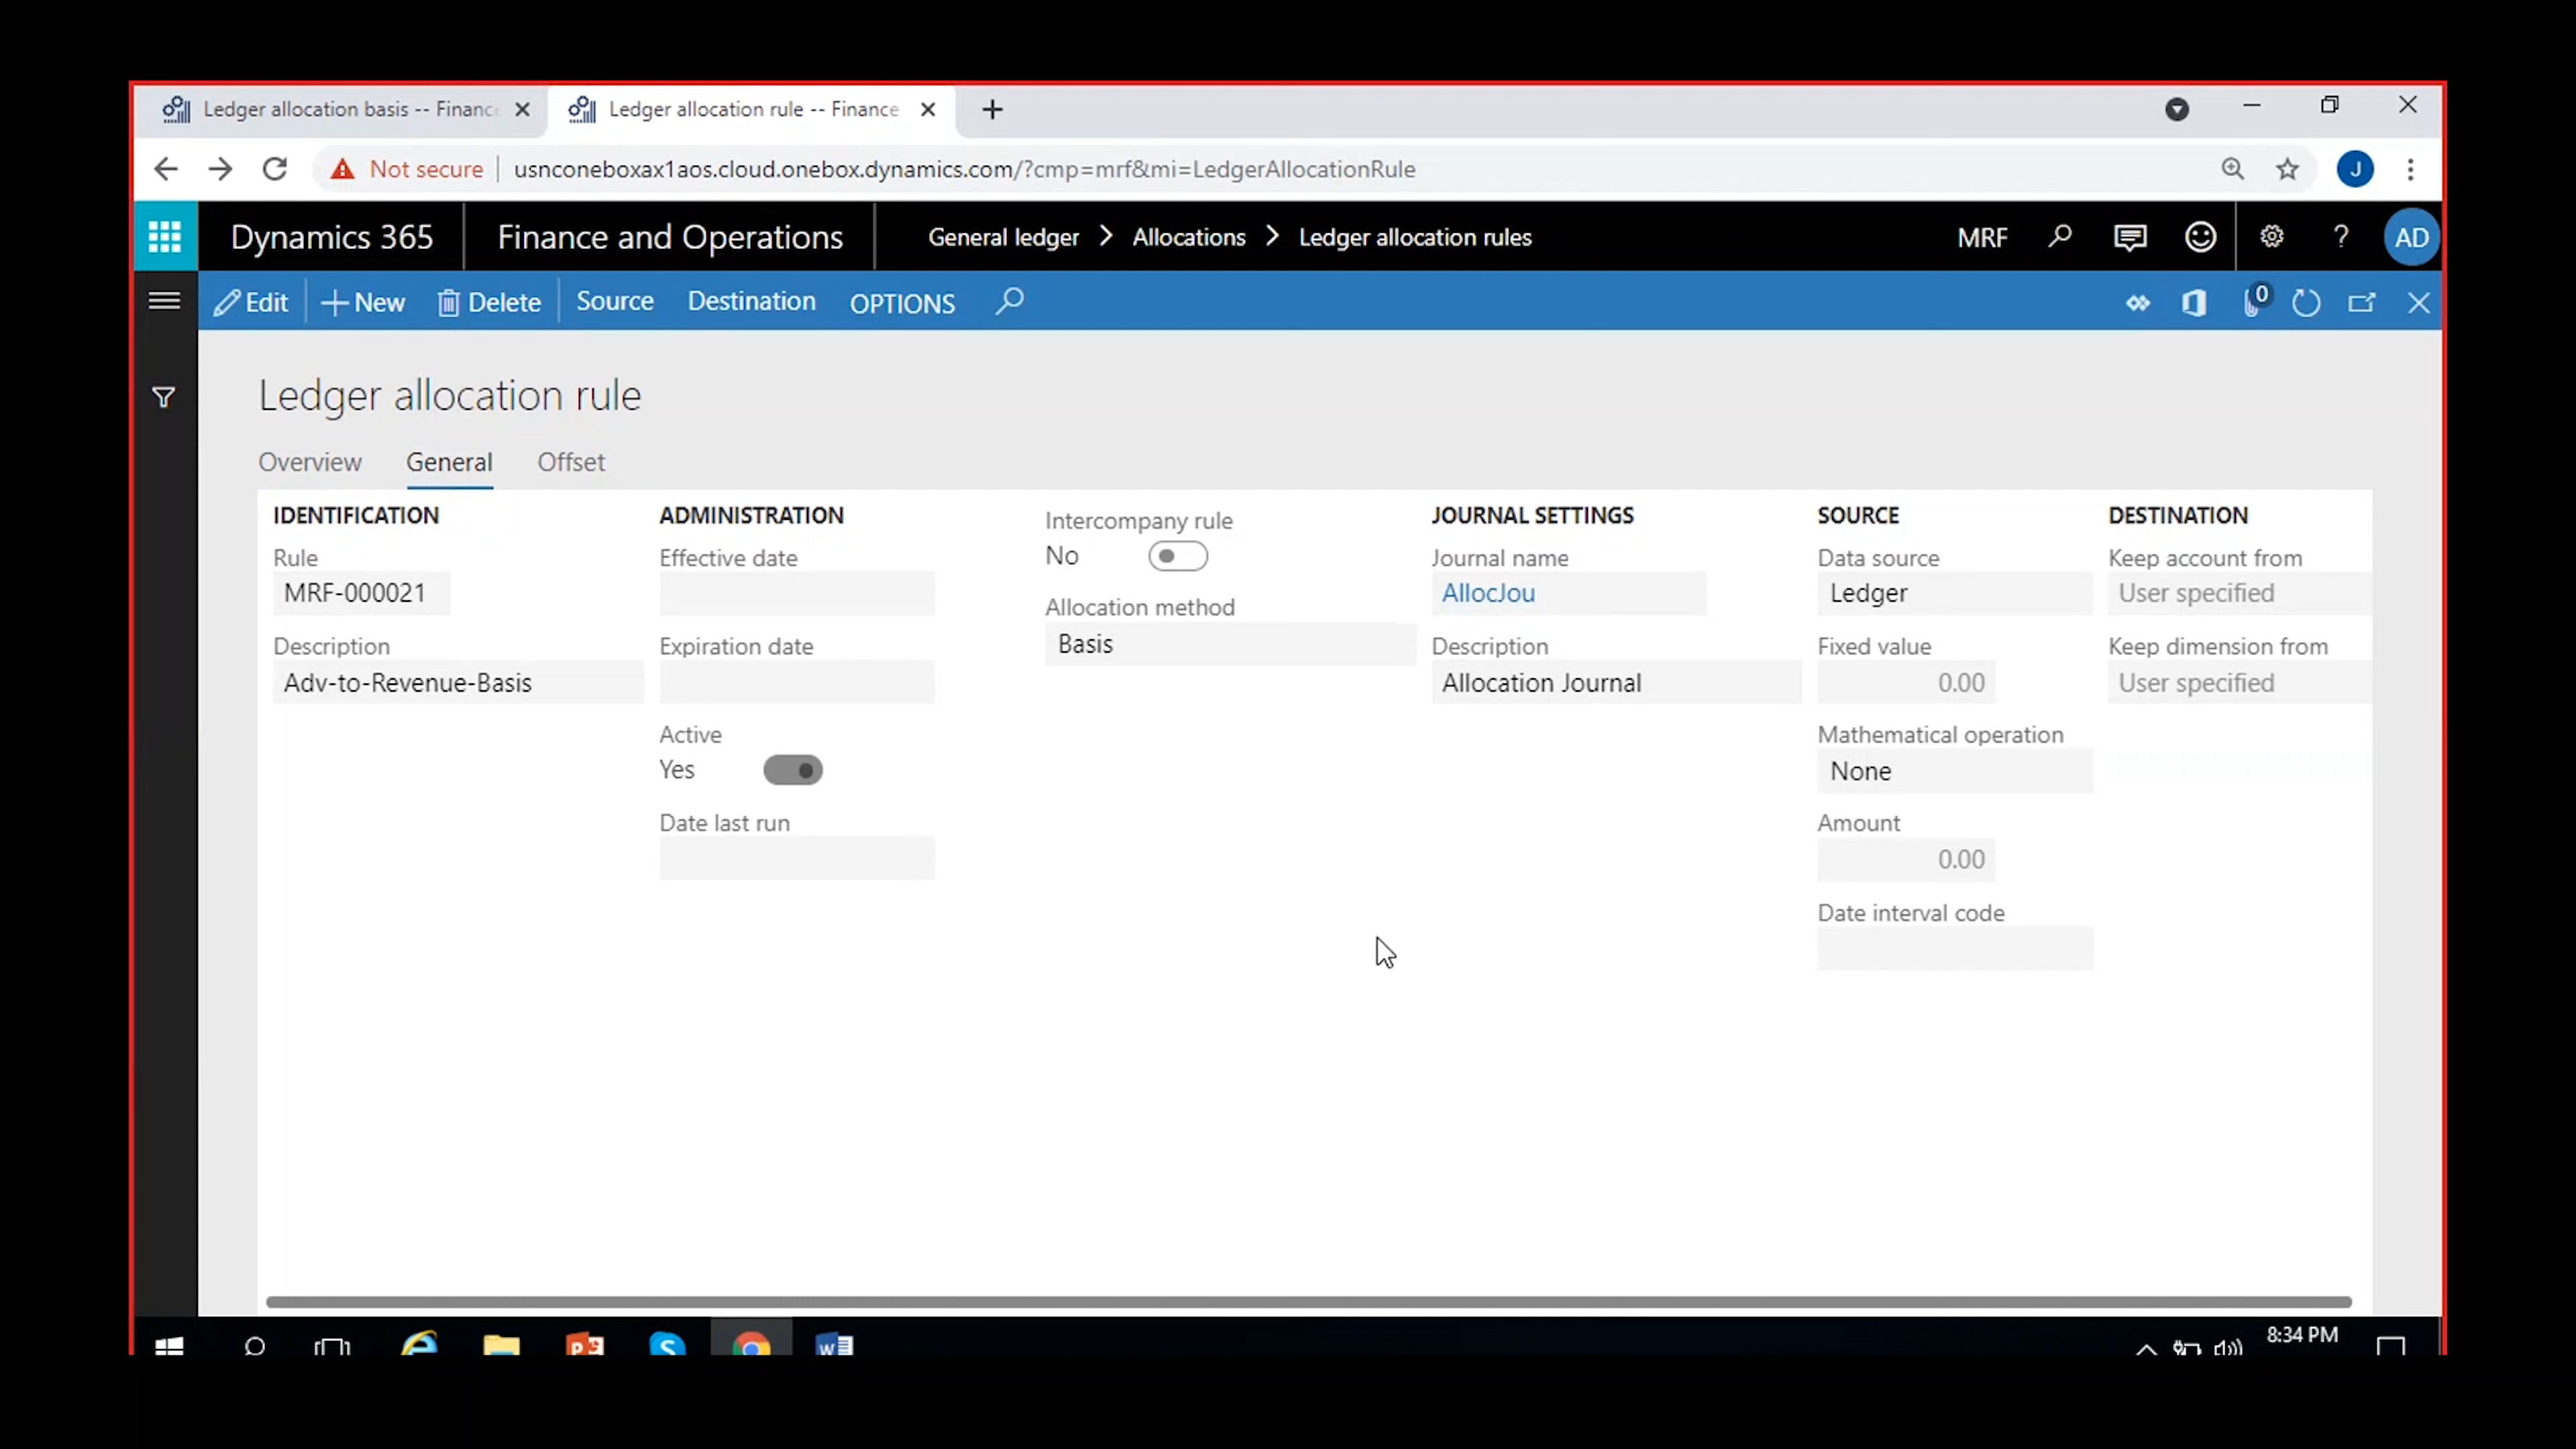 Ledger allocation basis -- Finance
Ledger allocation rule -- Finance
Not secure
usnconeboxax1aos.cloud.onebox.dynamics.com/?cmp=mrf&mi=LedgerAllocationRule
J
Dynamics 365
Finance and Operations
General ledger > Allocations > Ledger allocation rules
MRF
?
AD
Edit
New
Delete
Source
Destination
OPTIONS
0
Ledger allocation rule
Overview
General
Offset
IDENTIFICATION
Rule
MRF-000021
Description
Adv-to-Revenue-Basis
ADMINISTRATION
Effective date
Expiration date
Active
Yes
Date last run
Intercompany rule
No
Allocation method
Basis
JOURNAL SETTINGS
Journal name
AllocJou
Description
Allocation Journal
SOURCE
Data source
Ledger
Fixed value
0.00
Mathematical operation
None
Amount
0.00
Date interval code
DESTINATION
Keep account from
User specified
Keep dimension from
User specified
8:34 PM